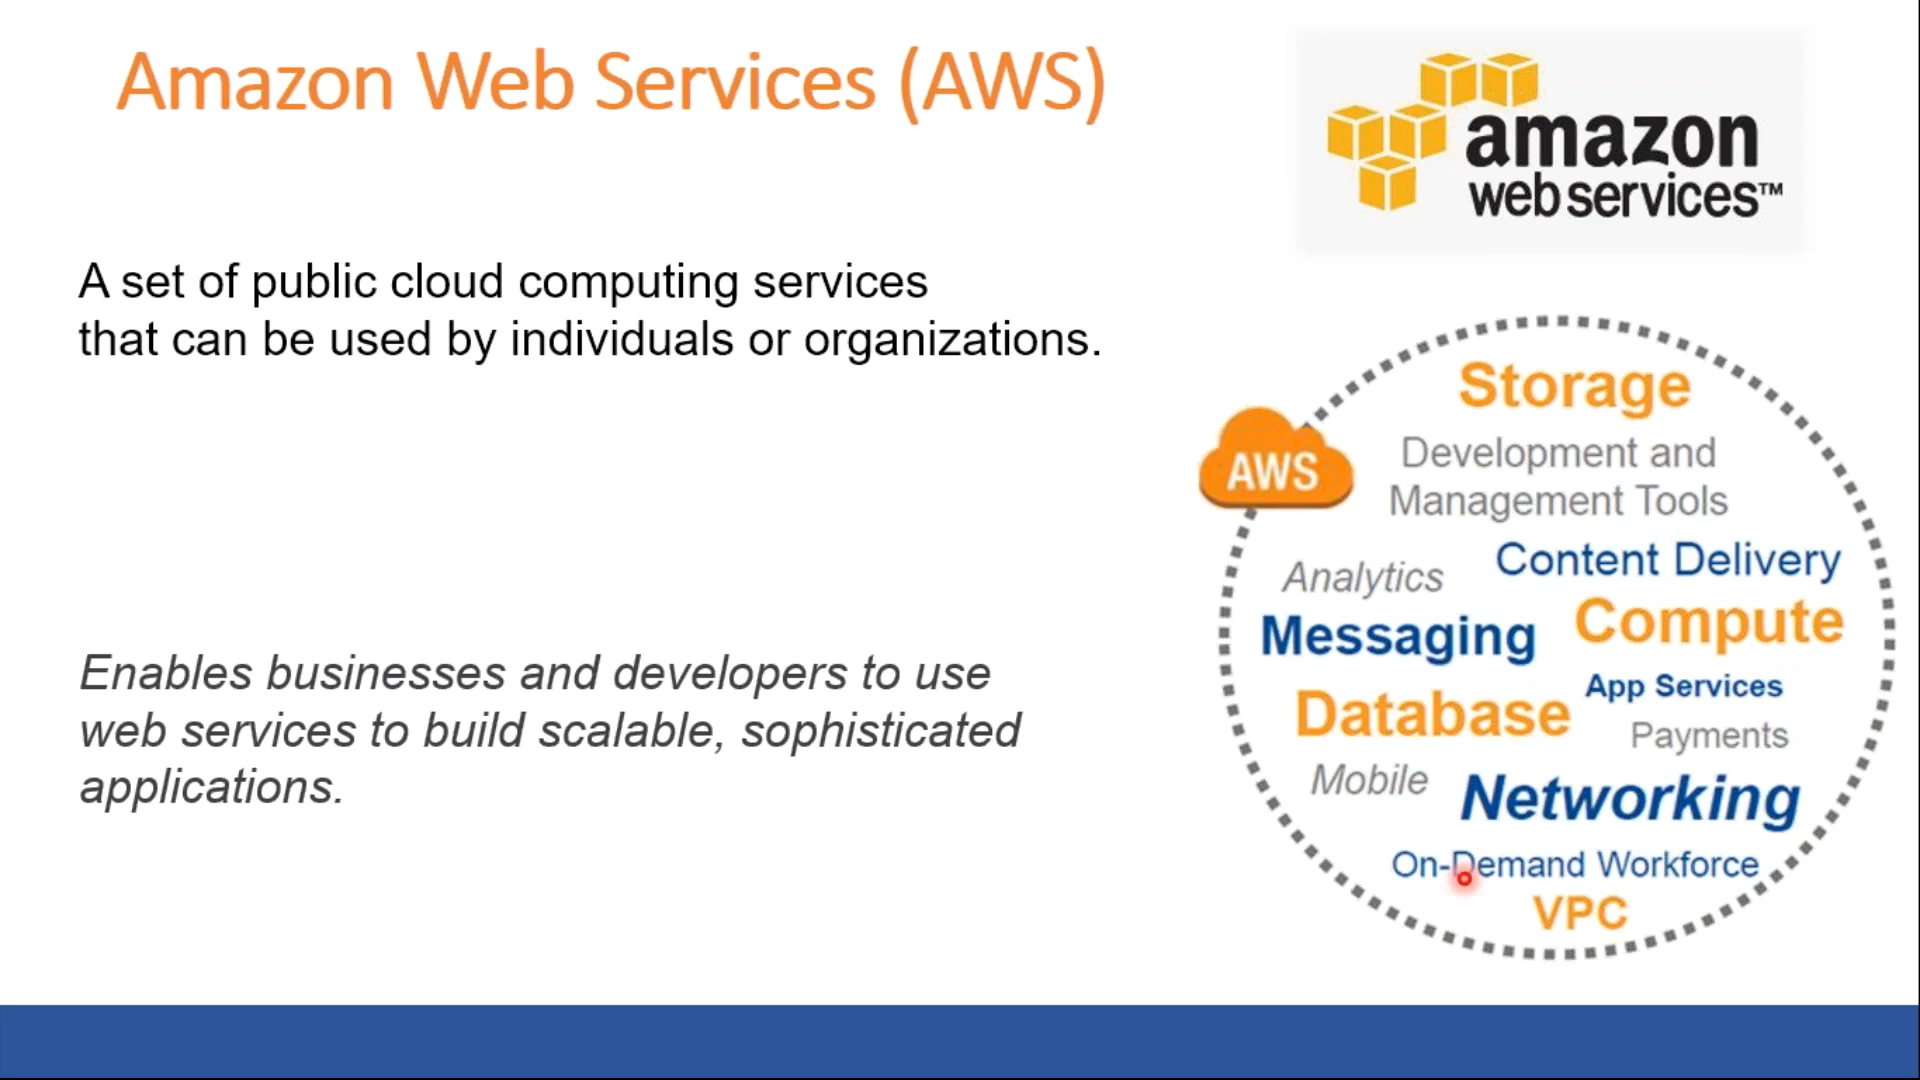 Amazon Web Services (AWS)
amazon
web services™
A set of public cloud computing services
that can be used by individuals or organizations.
Enables businesses and developers to use
web services to build scalable, sophisticated
applications.
AWS
Storage
Development and
Management Tools
Content Delivery
Analytics
Compute
Messaging
App Services
Database
Payments
Mobile
Networking
On-Demand Workforce
VPC